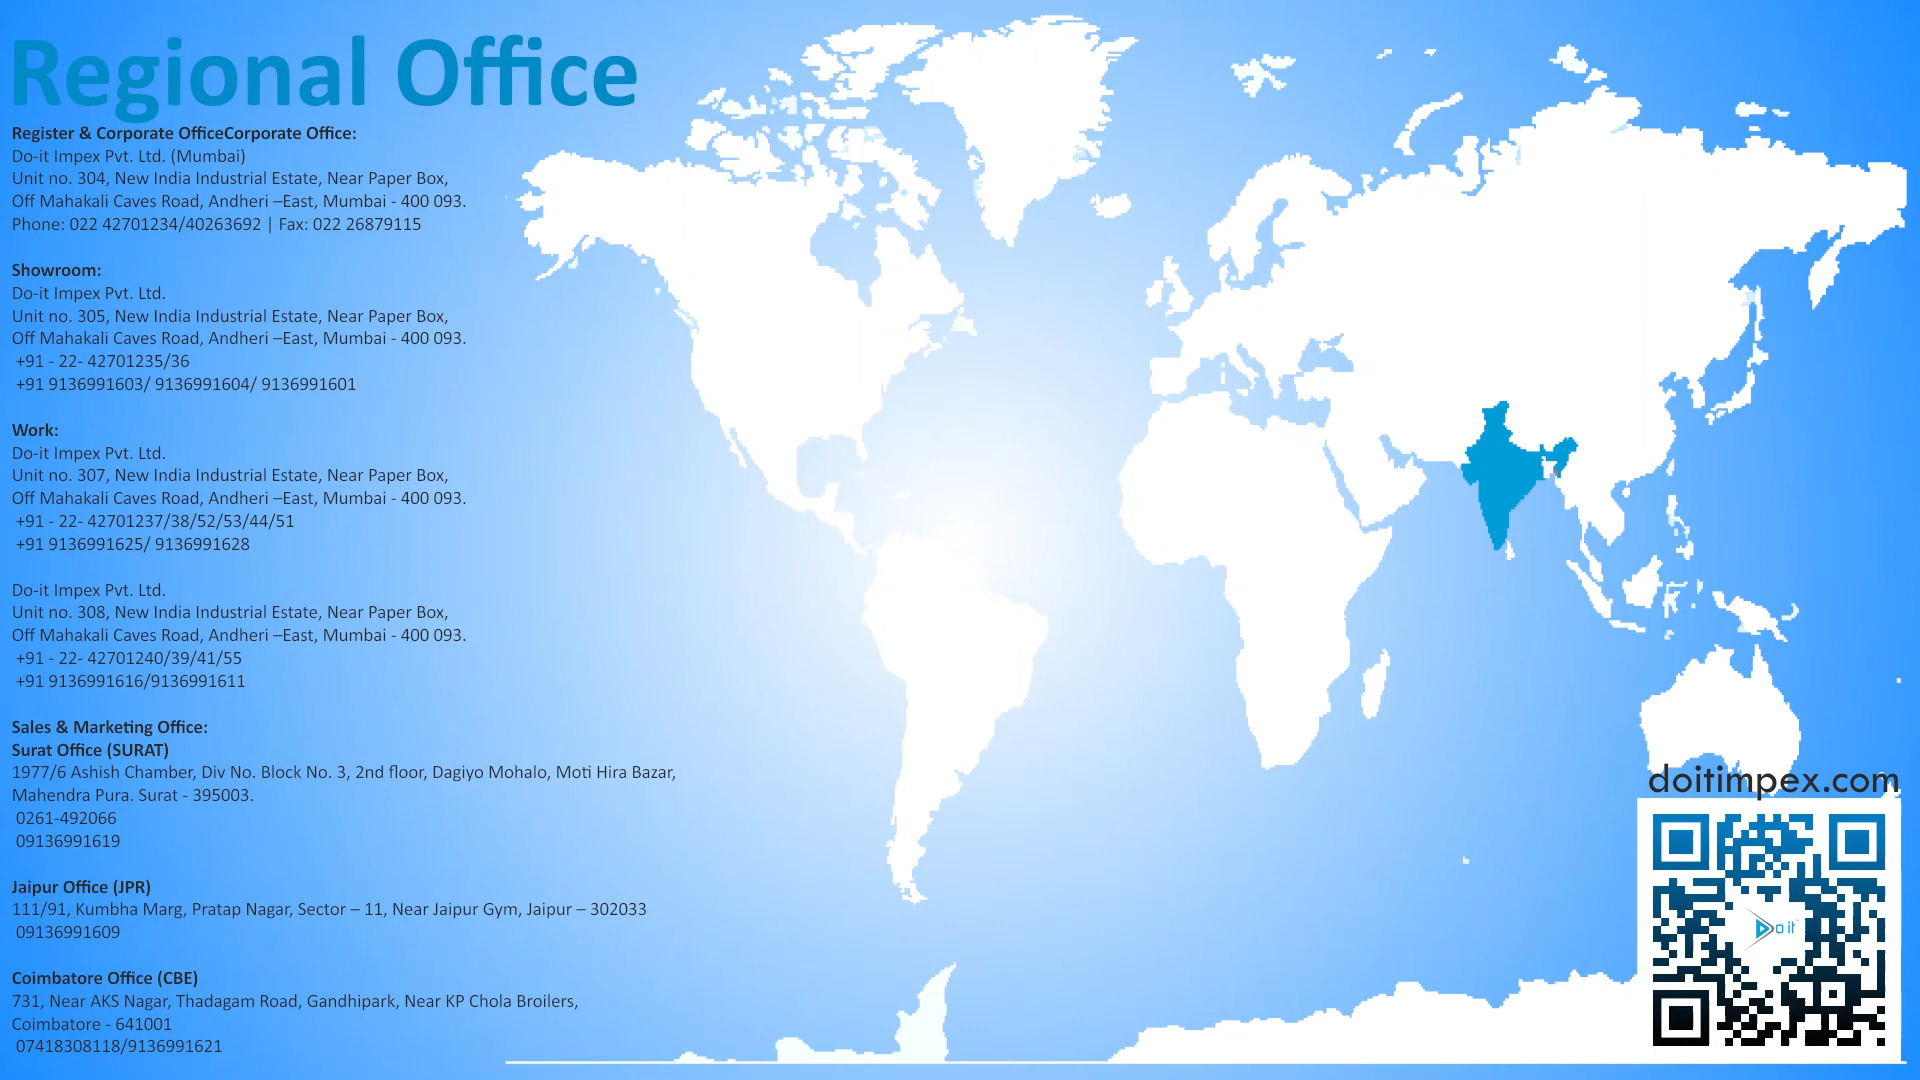 Regional Office
Register & Corporate OfficeCorporate Office:
Do-it Impex Pvt. Ltd. (Mumbai)
Unit no. 304, New India Industrial Estate, Near Paper Box,
Off Mahakali Caves Road, Andheri –East, Mumbai - 400 093.
Phone: 022 42701234/40263692 | Fax: 022 26879115
Showroom:
Do-it Impex Pvt. Ltd.
Unit no. 305, New India Industrial Estate, Near Paper Box,
Off Mahakali Caves Road, Andheri –East, Mumbai - 400 093.
+91 - 22- 42701235/36
+91 9136991603/ 9136991604/ 9136991601
Work:
Do-it Impex Pvt. Ltd.
Unit no. 307, New India Industrial Estate, Near Paper Box,
Off Mahakali Caves Road, Andheri –East, Mumbai - 400 093.
+91 - 22- 42701237/38/52/53/44/51
+91 9136991625/ 9136991628
Do-it Impex Pvt. Ltd.
Unit no. 308, New India Industrial Estate, Near Paper Box,
Off Mahakali Caves Road, Andheri –East, Mumbai - 400 093.
+91 - 22- 42701240/39/41/55
+91 9136991616/9136991611
Sales & Marketing Office:
Surat Office (SURAT)
1977/6 Ashish Chamber, Div No. Block No. 3, 2nd floor, Dagiyo Mohalo, Moti Hira Bazar,
Mahendra Pura. Surat - 395003.
0261-492066
09136991619
Jaipur Office (JPR)
111/91, Kumbha Marg, Pratap Nagar, Sector – 11, Near Jaipur Gym, Jaipur – 302033
09136991609
Coimbatore Office (CBE)
731, Near AKS Nagar, Thadagam Road, Gandhipark, Near KP Chola Broilers,
Coimbatore - 641001
07418308118/9136991621
doitimpex.com
Do it